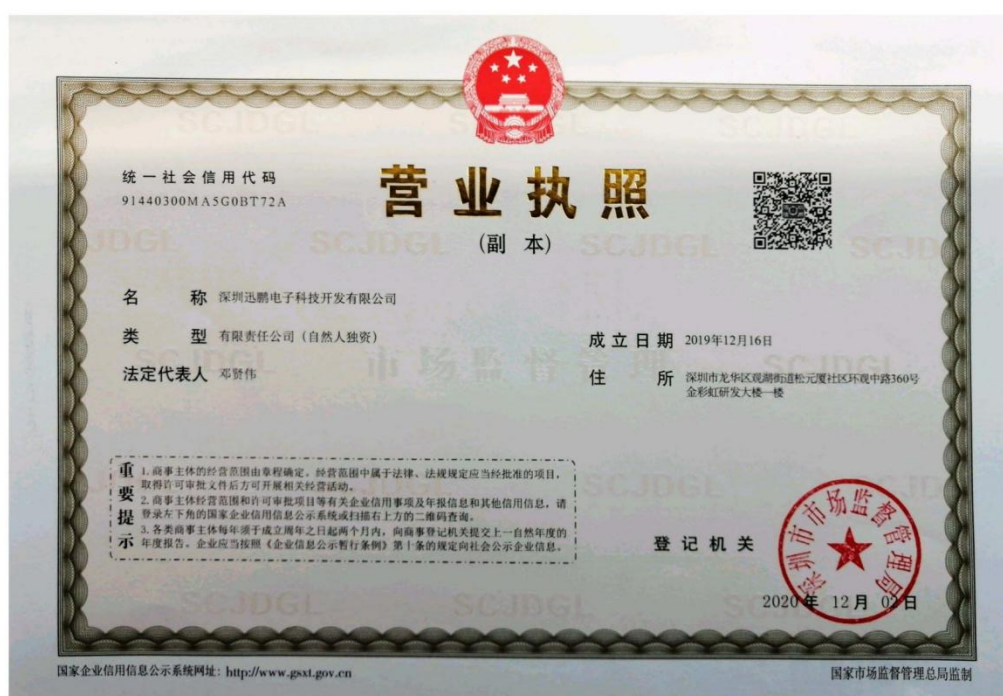 统一社会信用代码
91440300MA5G0BT72A
营业执照
(副 本)
名 称 深圳迅鹏电子科技开发有限公司
类 型 有限责任公司（自然人独资）
法定代表人 邓贤伟
成立日期 2019年12月16日
住 所 深圳市龙华区观湖街道松元厦社区环观中路360号
金彩虹研发大楼一楼
重要提示
1. 商事主体的经营范围由章程确定。经营范围中属于法律、法规规定应当经批准的项目，
取得许可审批文件后方可开展相关经营活动。
2. 商事主体经营范围和许可审批项目等有关企业信用事项及年报信息和其他信用信息，请
登录左下角的国家企业信用信息公示系统或扫描右上方的二维码查询。
3. 各类商事主体每年须于成立周年之日起两个月内，向商事登记机关提交上一自然年度的
年度报告。企业应当按照《企业信息公示暂行条例》第十条的规定向社会公示企业信息。
登记机关
深圳市市场监督管理局
2020年 12月 02日
国家企业信用信息公示系统网址：http://www.gsxt.gov.cn
国家市场监督管理总局监制
SCJDGL
市场监督管理